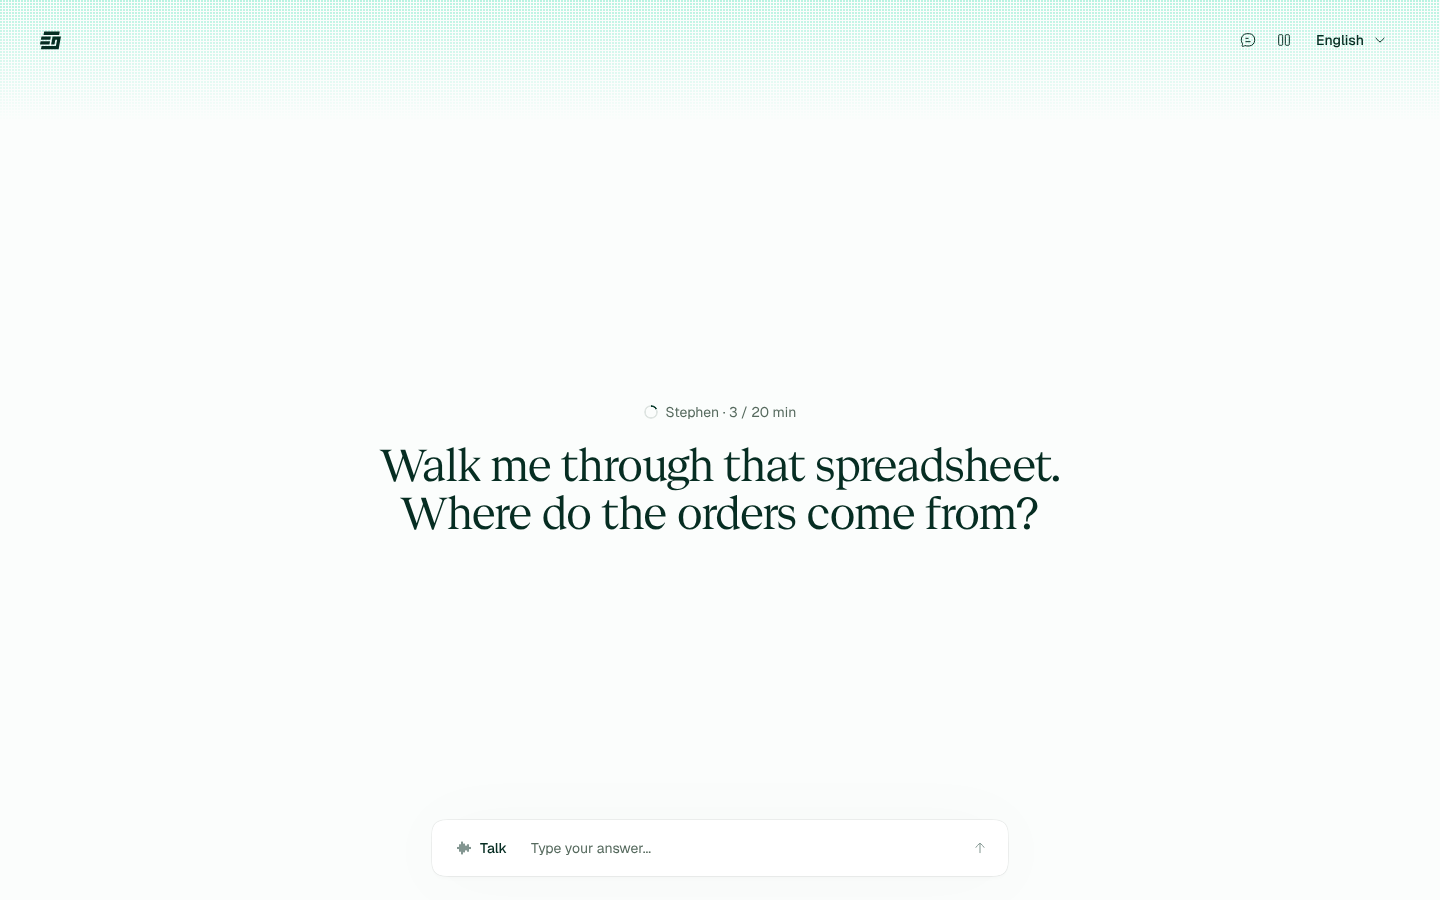 English
Stephen · 3 / 20 min
Walk me through that spreadsheet.
Where do the orders come from?
Talk
Type your answer...